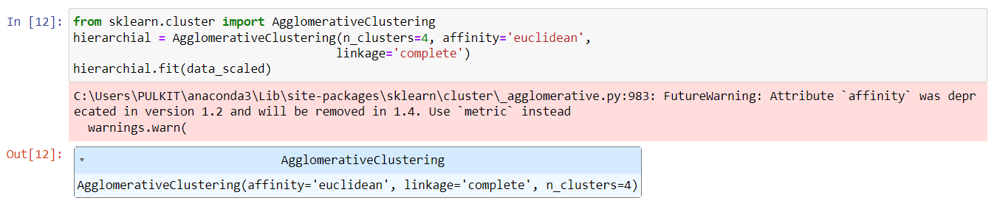 In [12]: from sklearn.cluster import AgglomerativeClustering
hierarchial = AgglomerativeClustering(n_clusters=4, affinity='euclidean',
linkage='complete')
hierarchial.fit(data_scaled)
C:\Users\PULKIT\anaconda3\Lib\site-packages\sklearn\cluster\_agglomerative.py:983: FutureWarning: Attribute `affinity` was depr
ecated in version 1.2 and will be removed in 1.4. Use `metric` instead
warnings.warn(
Out[12]: AgglomerativeClustering
AgglomerativeClustering(affinity='euclidean', linkage='complete', n_clusters=4)